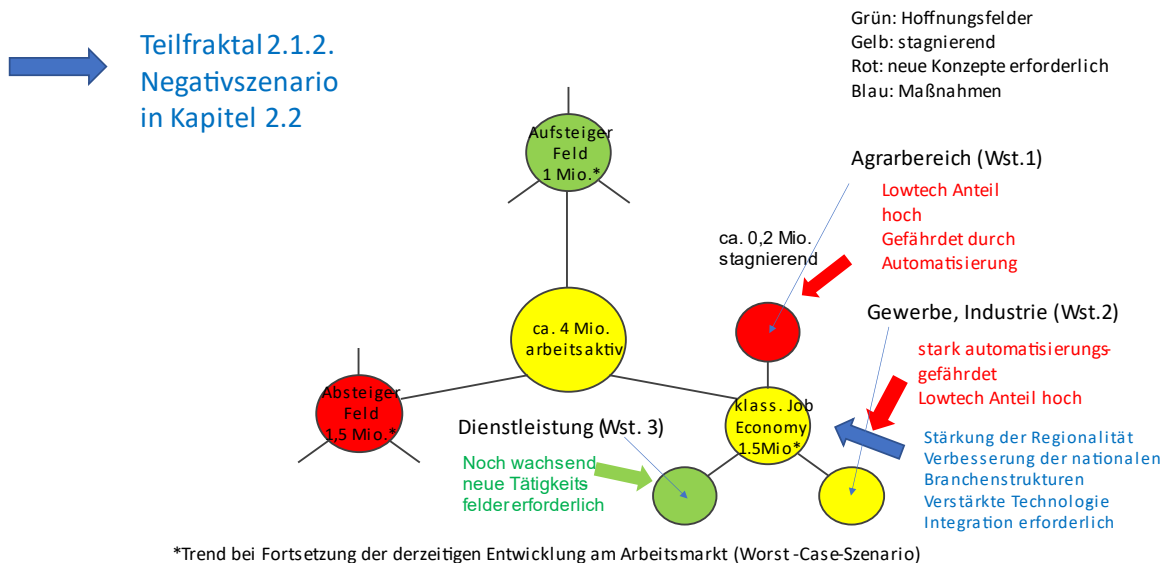 Teilfraktal 2.1.2.
Negativszenario
in Kapitel 2.2
Grün: Hoffnungsfelder
Gelb: stagnierend
Rot: neue Konzepte erforderlich
Blau: Maßnahmen
Aufsteiger
Feld
1 Mio.*
Agrarbereich (Wst.1)
Lowtech Anteil
hoch
Gefährdet durch
Automatisierung
ca. 0,2 Mio.
stagnierend
Gewerbe, Industrie (Wst.2)
stark automatisierungs-
gefährdet
Lowtech Anteil hoch
ca. 4 Mio.
arbeitsaktiv
Absteiger
Feld
1,5 Mio.*
klass. Job
Economy
1.5Mio*
Dienstleistung (Wst. 3)
Noch wachsend
neue Tätigkeits
felder erforderlich
Stärkung der Regionalität
Verbesserung der nationalen
Branchenstrukturen
Verstärkte Technologie
Integration erforderlich
*Trend bei Fortsetzung der derzeitigen Entwicklung am Arbeitsmarkt (Worst -Case-Szenario)